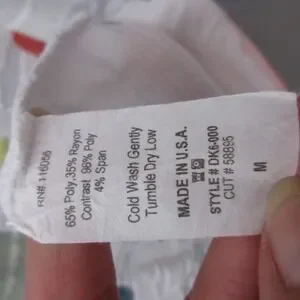 RN#. 116056
65% Poly.35% Rayon
Contrast 96% Poly
4% Span
Cold Wash Gently
Tumble Dry Low
MADE IN U.S.A.
STYLE # DK6-000
CUT # 58895
M